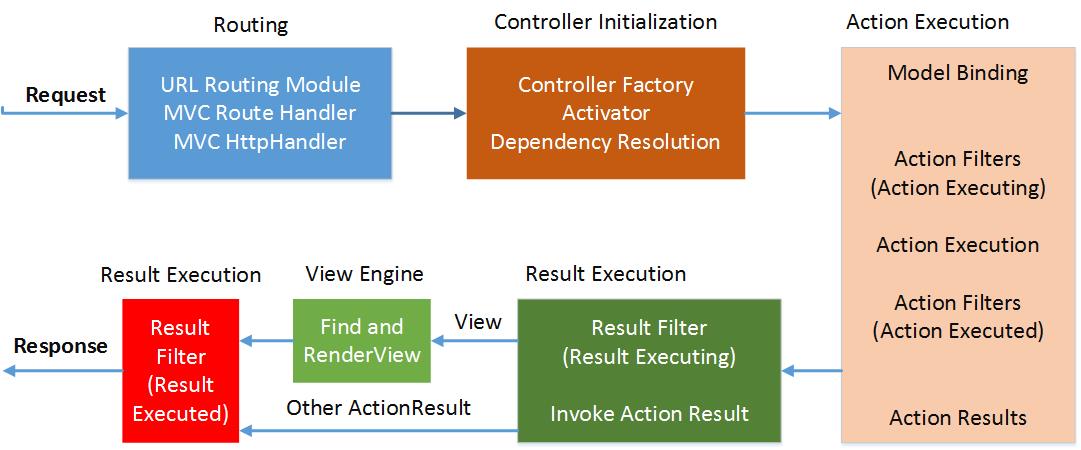 Routing
Controller Initialization
Action Execution
Request
URL Routing Module
MVC Route Handler
MVC HttpHandler
Controller Factory
Activator
Dependency Resolution
Model Binding
Action Filters
(Action Executing)
Action Execution
Action Filters
(Action Executed)
Action Results
Result Execution
Result Filter
(Result Executing)
Invoke Action Result
View
View Engine
Find and
RenderView
Other ActionResult
Result Execution
Result
Filter
(Result
Executed)
Response